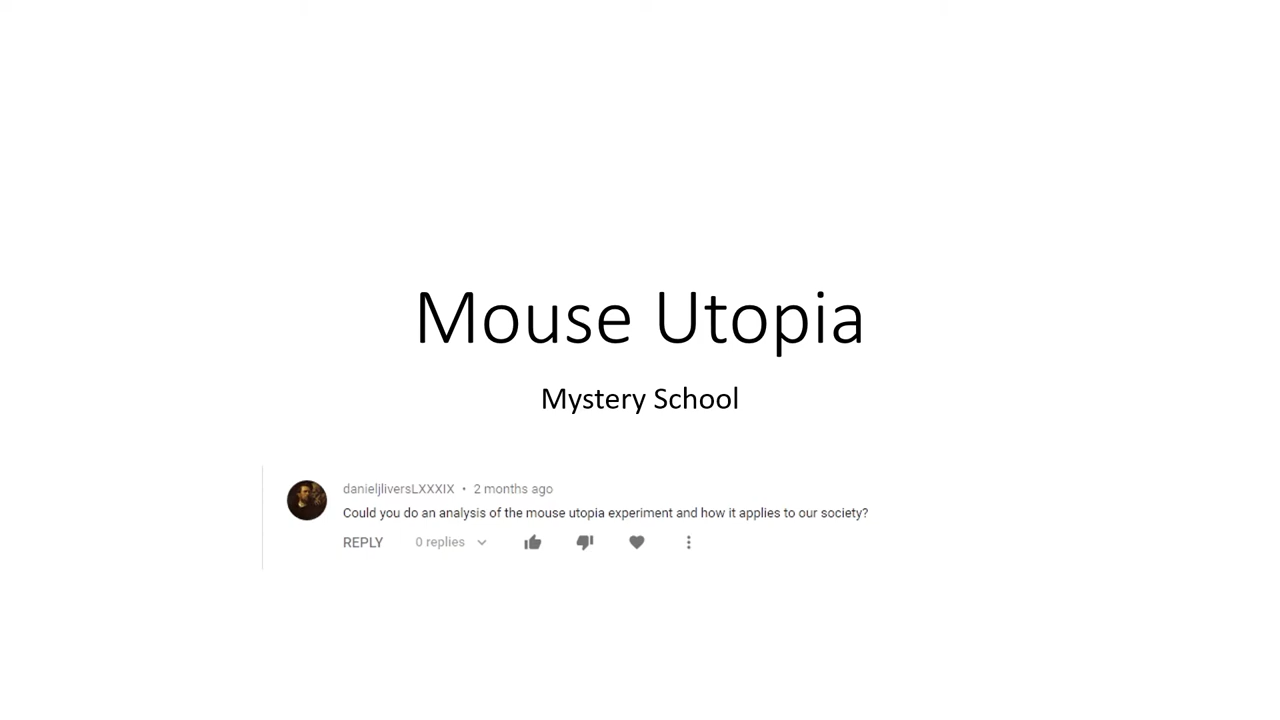 Mouse Utopia
Mystery School
danieljliversLXXXIX • 2 months ago
Could you do an analysis of the mouse utopia experiment and how it applies to our society?
REPLY 0 replies